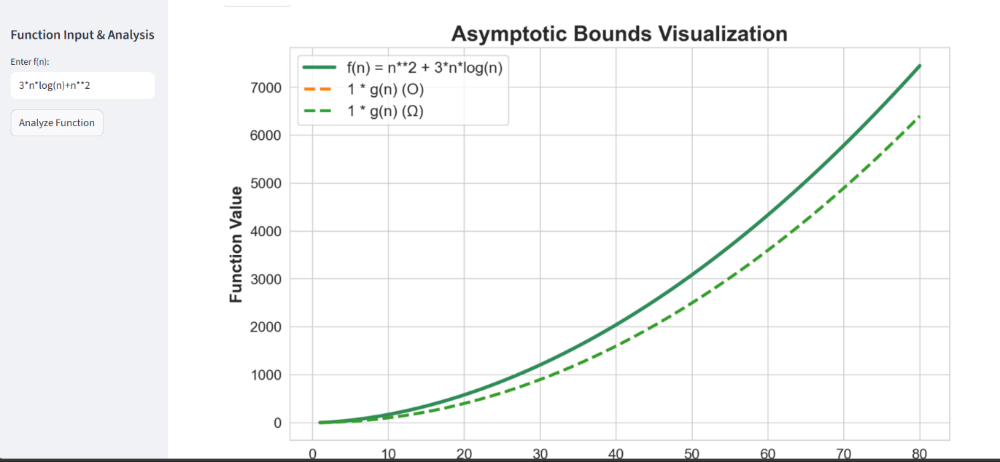 Function Input & Analysis
Enter f(n):
3*n*log(n)+n**2
Analyze Function
Asymptotic Bounds Visualization
f(n) = n**2 + 3*n*log(n)
1 * g(n) (O)
1 * g(n) (Ω)
Function Value
7000
6000
5000
4000
3000
2000
1000
0
0 10 20 30 40 50 60 70 80